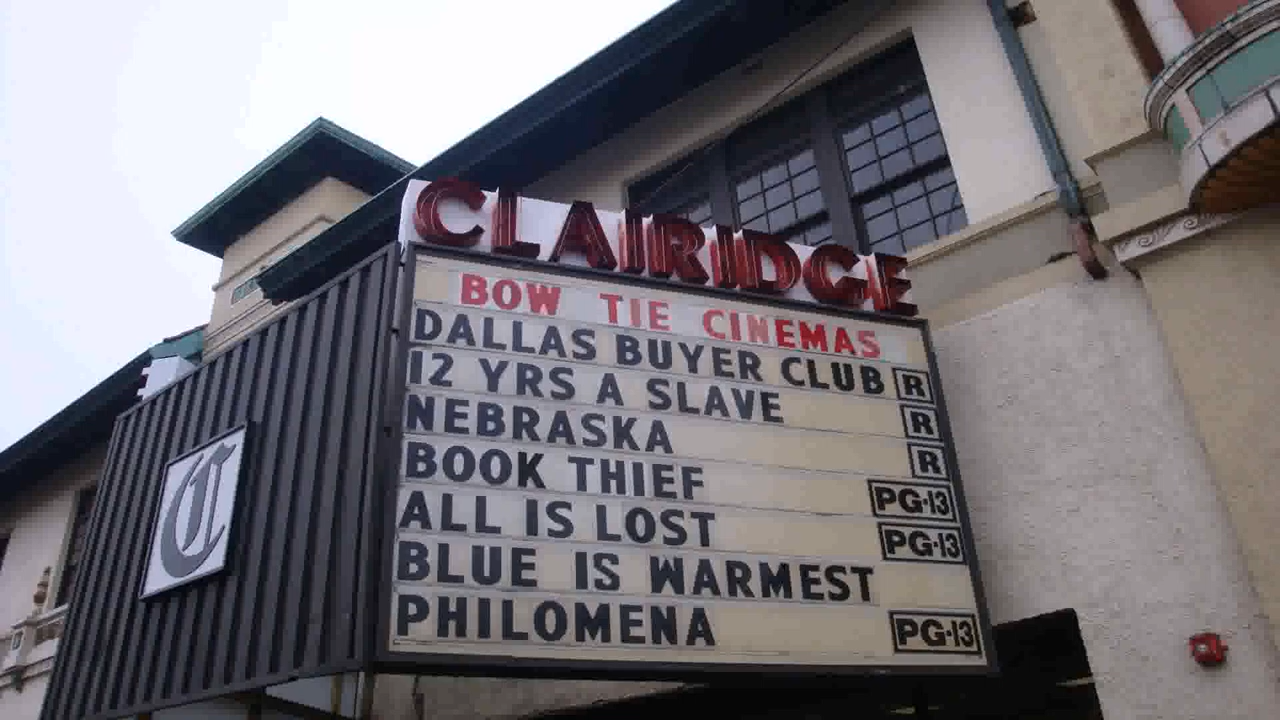 CLAIRIDGE
BOW TIE CINEMAS
DALLAS BUYER CLUB R
12 YRS A SLAVE R
NEBRASKA R
BOOK THIEF PG-13
ALL IS LOST PG-13
BLUE IS WARMEST
PHILOMENA PG-13
C